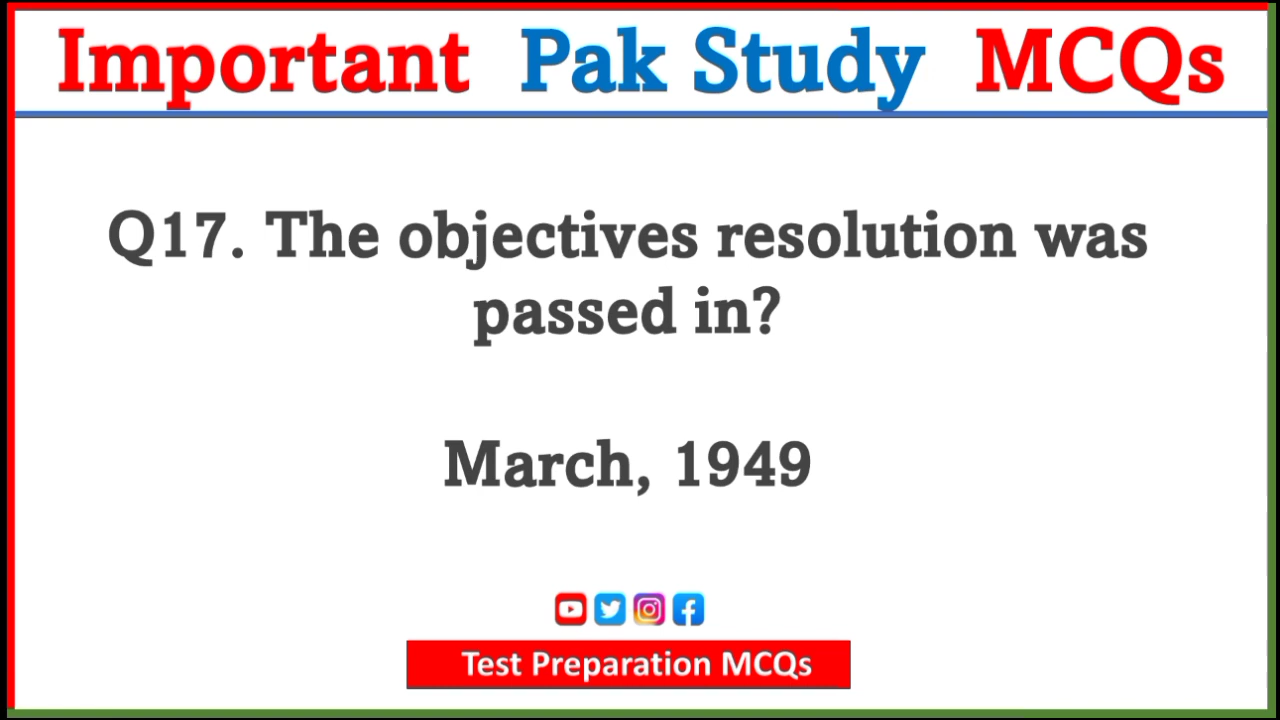 Important Pak Study MCQs
Q17. The objectives resolution was
passed in?
March, 1949
Test Preparation MCQs